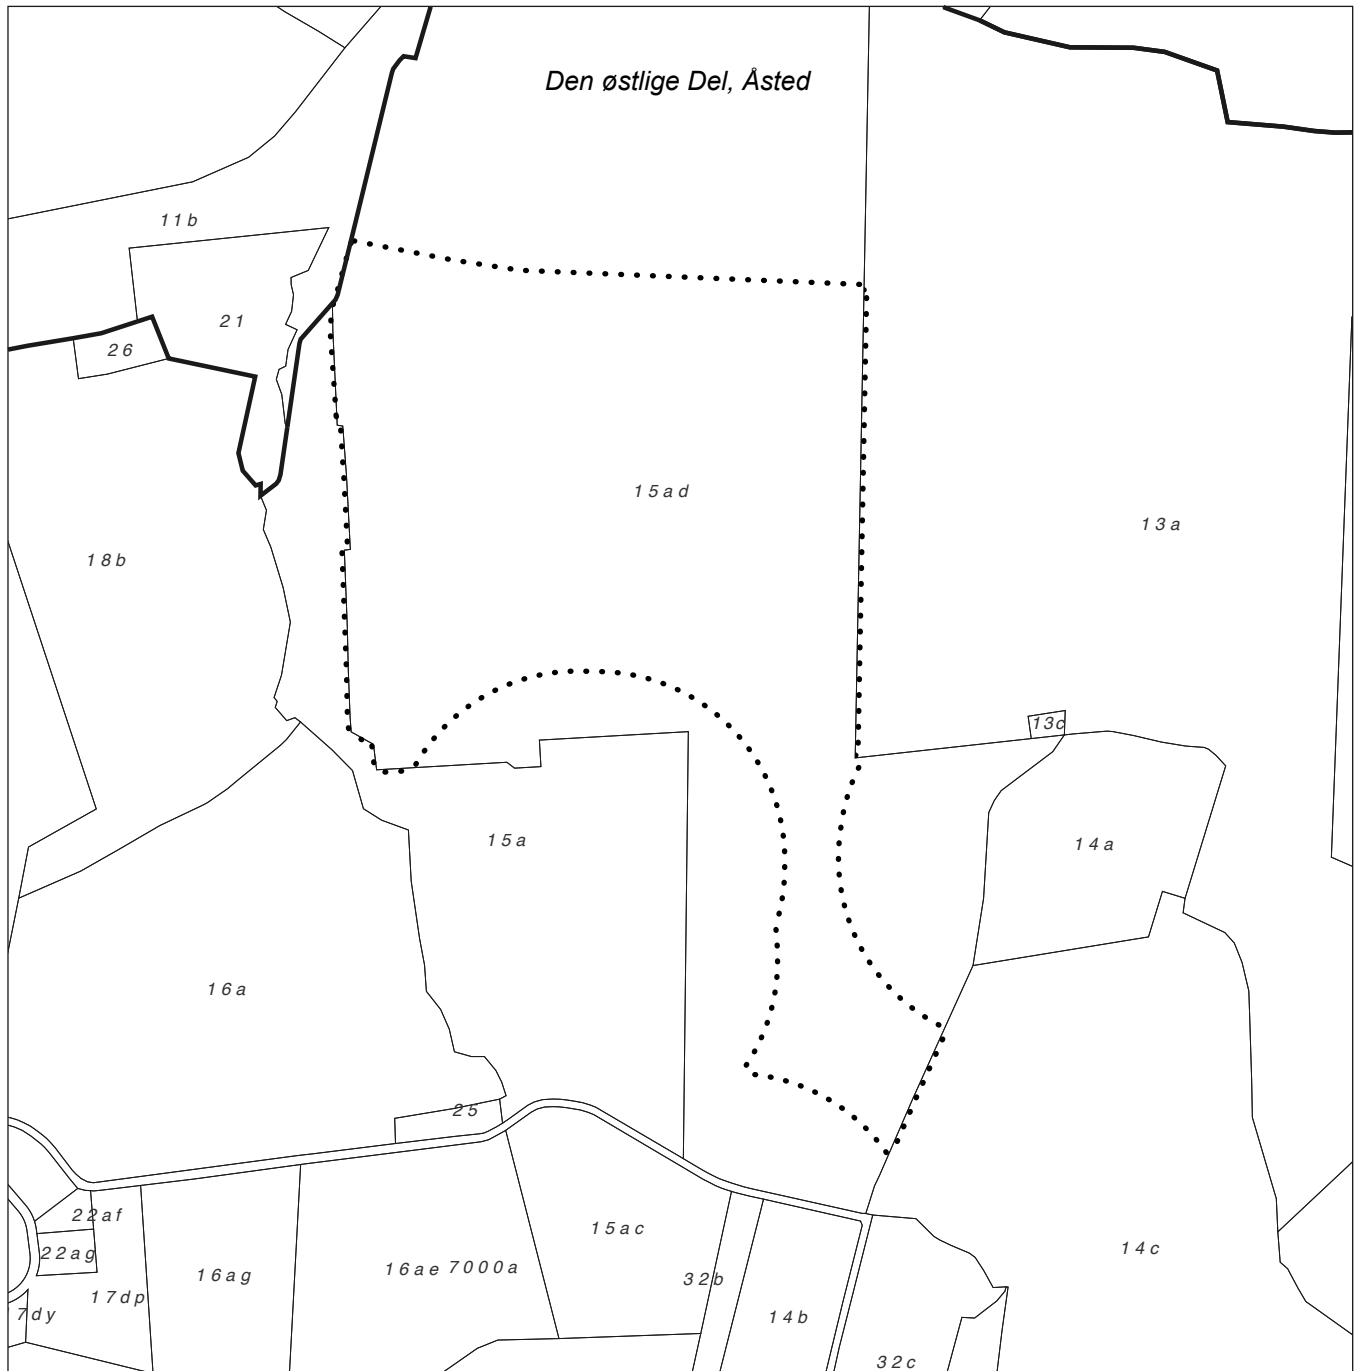 Den østlige Del, Åsted
11b
21
26
15ad
13a
18b
13c
15a
14a
16a
25
22af
15ac
14c
22ag
16ag
16ae 7000a
32b
17dp
7dy
14b
32c